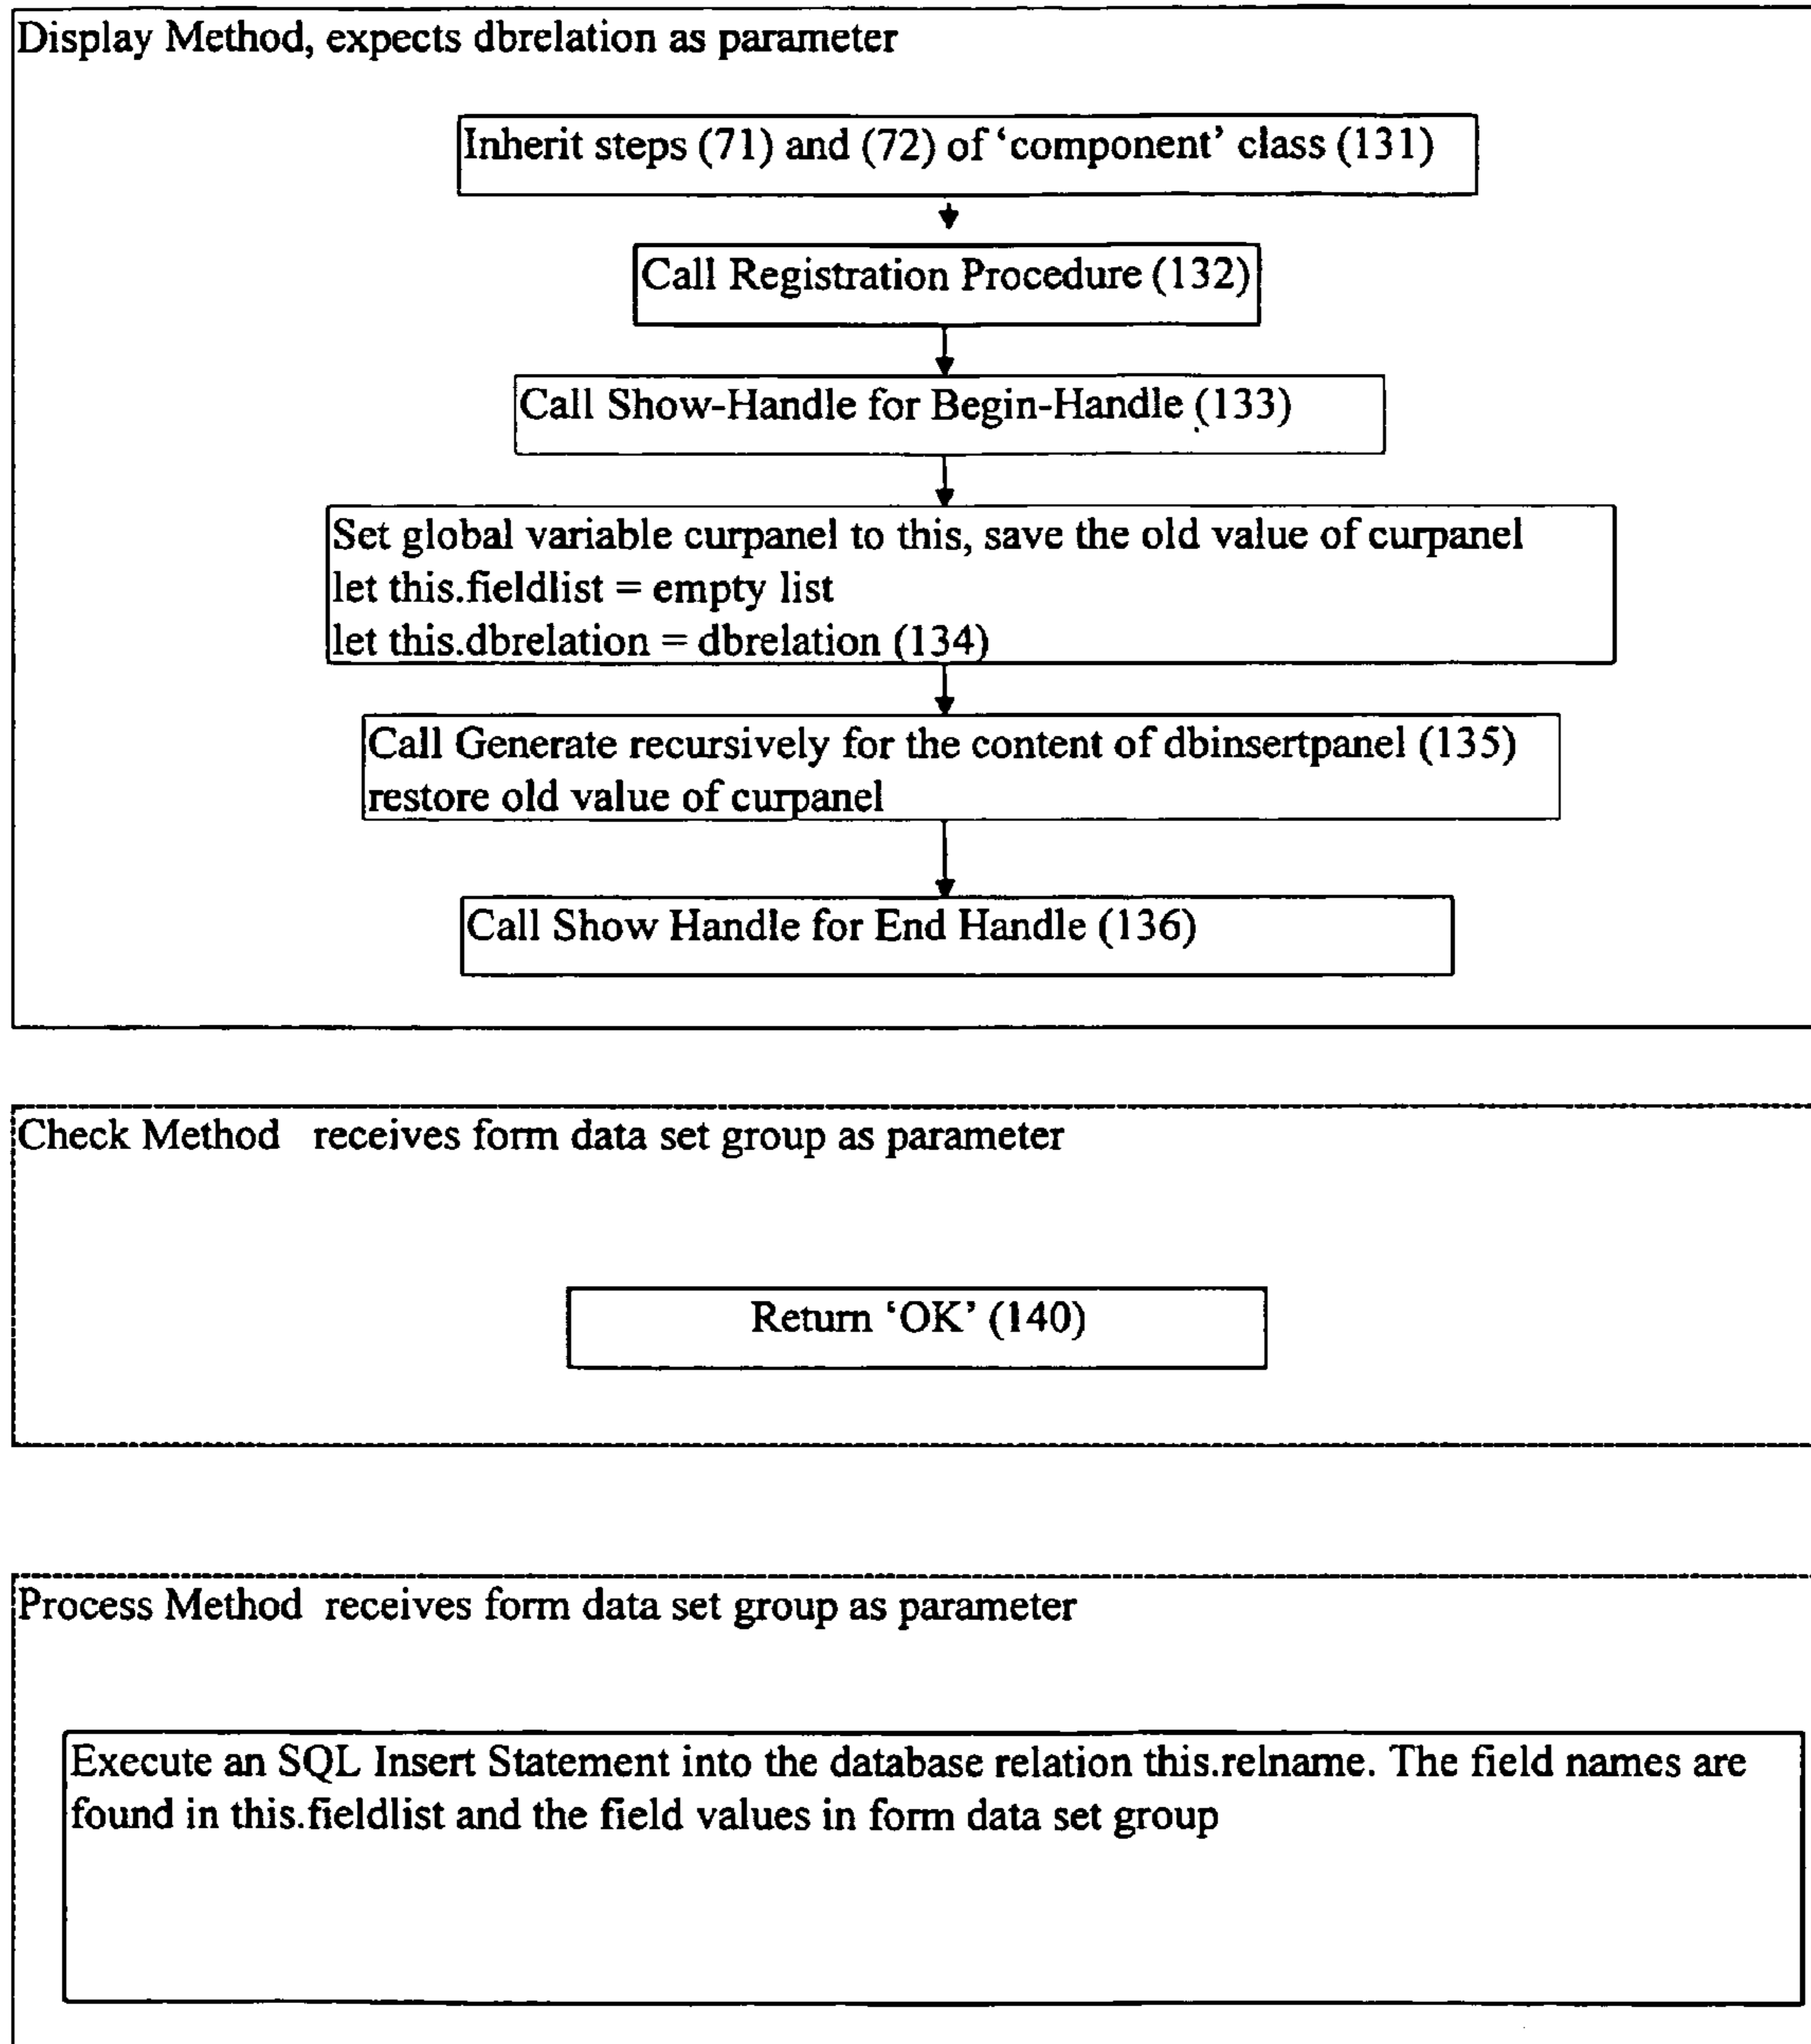 Display Method, expects dbrelation as parameter
Inherit steps (71) and (72) of ‘component’ class (131)
Call Registration Procedure (132)
Call Show-Handle for Begin-Handle (133)
Set global variable curpanel to this, save the old value of curpanel
let this.fieldlist = empty list
let this.dbrelation = dbrelation (134)
Call Generate recursively for the content of dbinsertpanel (135)
restore old value of curpanel
Call Show Handle for End Handle (136)
Check Method receives form data set group as parameter
Return ‘OK’ (140)
Process Method receives form data set group as parameter
Execute an SQL Insert Statement into the database relation this.relname. The field names are
found in this.fieldlist and the field values in form data set group